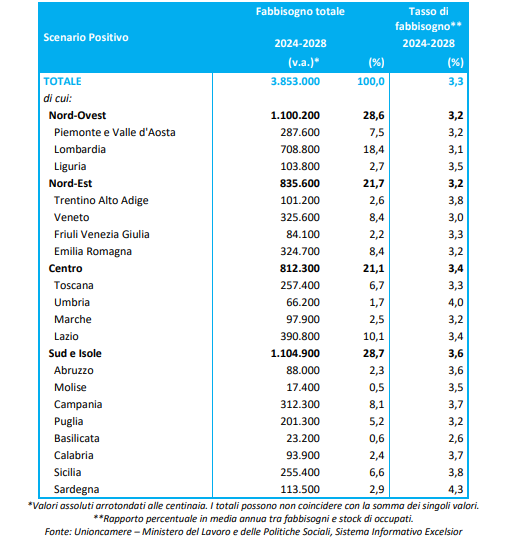 Scenario Positivo
Fabbisogno totale
2024-2028
(v.a.)* (%)
Tasso di
fabbisogno**
2024-2028
(%)
TOTALE 3.853.000 100,0 3,3
di cui:
Nord-Ovest 1.100.200 28,6 3,2
Piemonte e Valle d'Aosta 287.600 7,5 3,2
Lombardia 708.800 18,4 3,1
Liguria 103.800 2,7 3,5
Nord-Est 835.600 21,7 3,2
Trentino Alto Adige 101.200 2,6 3,8
Veneto 325.600 8,4 3,0
Friuli Venezia Giulia 84.100 2,2 3,3
Emilia Romagna 324.700 8,4 3,2
Centro 812.300 21,1 3,4
Toscana 257.400 6,7 3,3
Umbria 66.200 1,7 4,0
Marche 97.900 2,5 3,2
Lazio 390.800 10,1 3,4
Sud e Isole 1.104.900 28,7 3,6
Abruzzo 88.000 2,3 3,6
Molise 17.400 0,5 3,5
Campania 312.300 8,1 3,7
Puglia 201.300 5,2 3,2
Basilicata 23.200 0,6 2,6
Calabria 93.900 2,4 3,7
Sicilia 255.400 6,6 3,8
Sardegna 113.500 2,9 4,3
*Valori assoluti arrotondati alle centinaia. I totali possono non coincidere con la somma dei singoli valori.
**Rapporto percentuale in media annua tra fabbisogni e stock di occupati.
Fonte: Unioncamere – Ministero del Lavoro e delle Politiche Sociali, Sistema Informativo Excelsior